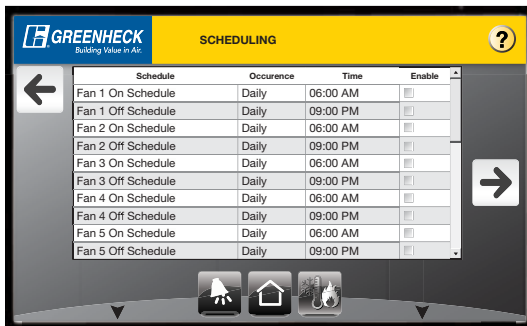 GREENHECK
Building Value in Air.
SCHEDULING
?
Schedule Occurence Time Enable
Fan 1 On Schedule Daily 06:00 AM
Fan 1 Off Schedule Daily 09:00 PM
Fan 2 On Schedule Daily 06:00 AM
Fan 2 Off Schedule Daily 09:00 PM
Fan 3 On Schedule Daily 06:00 AM
Fan 3 Off Schedule Daily 09:00 PM
Fan 4 On Schedule Daily 06:00 AM
Fan 4 Off Schedule Daily 09:00 PM
Fan 5 On Schedule Daily 06:00 AM
Fan 5 Off Schedule Daily 09:00 PM